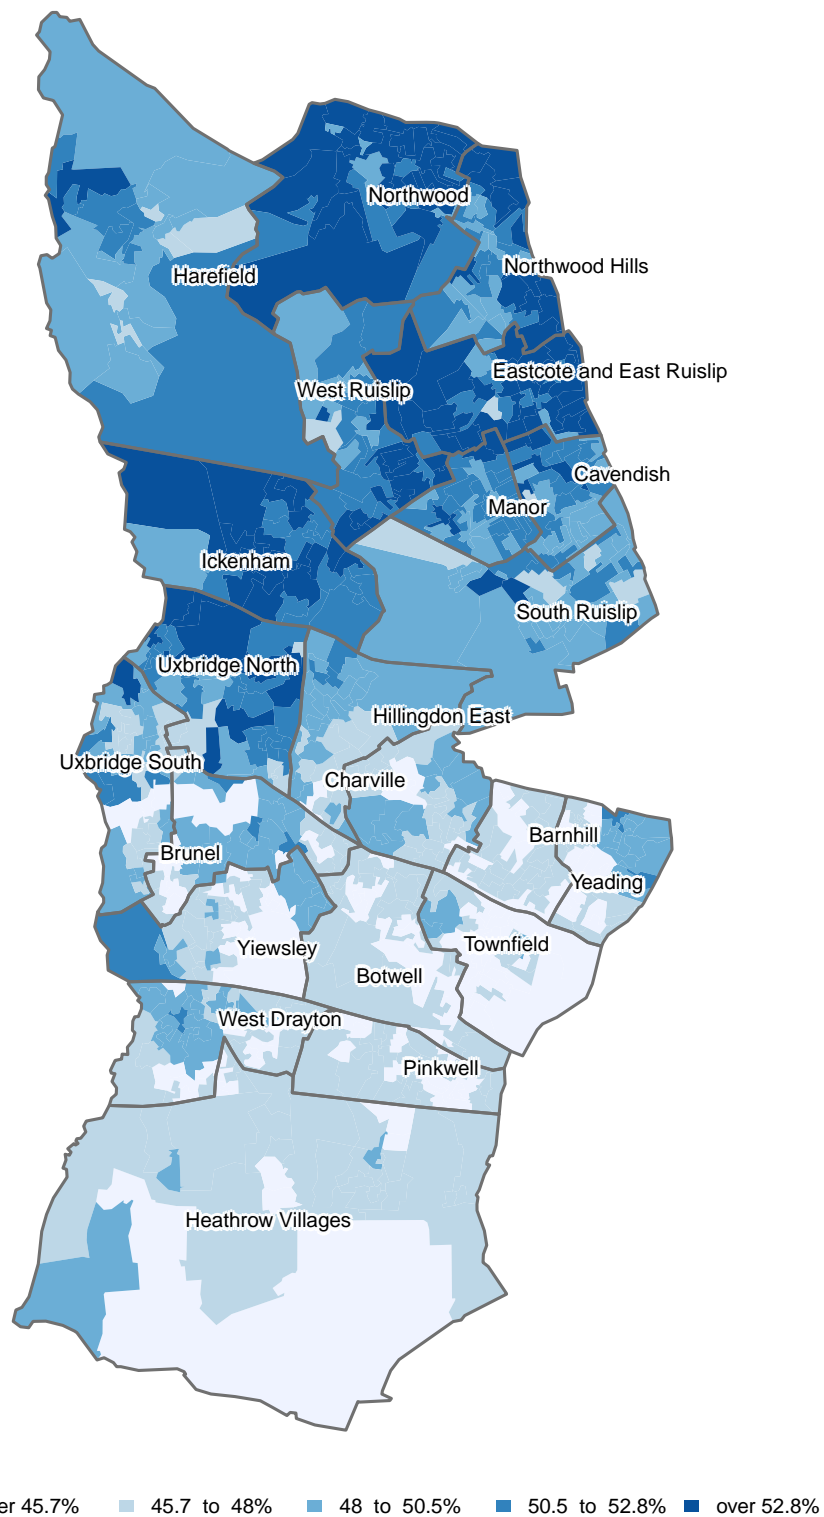 Northwood
Northwood Hills
Harefield
Eastcote and East Ruislip
West Ruislip
Cavendish
Manor
Ickenham
South Ruislip
Uxbridge North
Hillingdon East
Uxbridge South
Charville
Barnhill
Brunel
Yeading
Townfield
Yiewsley
Botwell
West Drayton
Pinkwell
Heathrow Villages
45.7% 45.7 to 48% 48 to 50.5% 50.5 to 52.8% over 52.8%